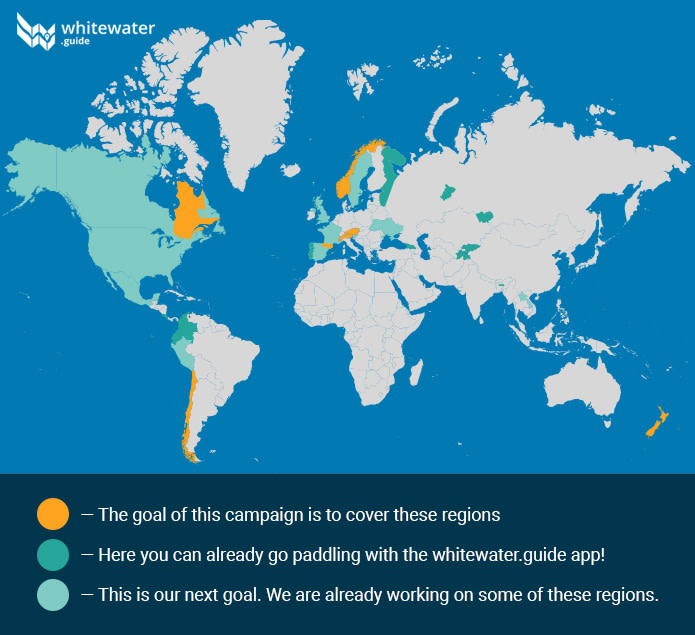 whitewater
.guide
— The goal of this campaign is to cover these regions
— Here you can already go paddling with the whitewater.guide app!
— This is our next goal. We are already working on some of these regions.